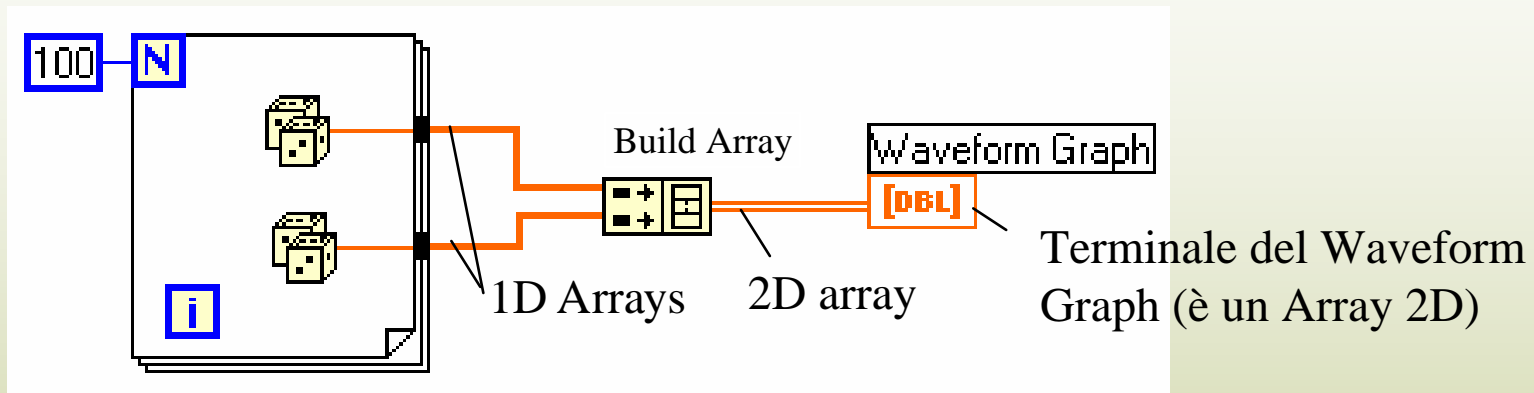 100
N
i
1D Arrays
Build Array
2D array
Waveform Graph
[DBL]
Terminale del Waveform
Graph (è un Array 2D)